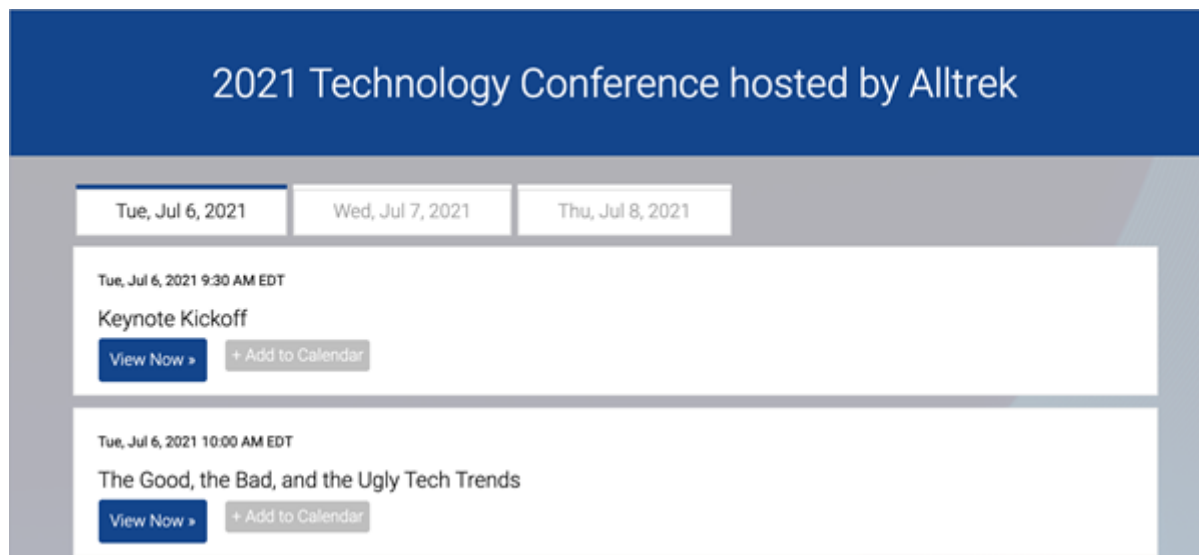 2021 Technology Conference hosted by Alltrek
Tue, Jul 6, 2021
Wed, Jul 7, 2021
Thu, Jul 8, 2021
Tue, Jul 6, 2021 9:30 AM EDT
Keynote Kickoff
View Now »
+ Add to Calendar
Tue, Jul 6, 2021 10:00 AM EDT
The Good, the Bad, and the Ugly Tech Trends
View Now »
+ Add to Calendar